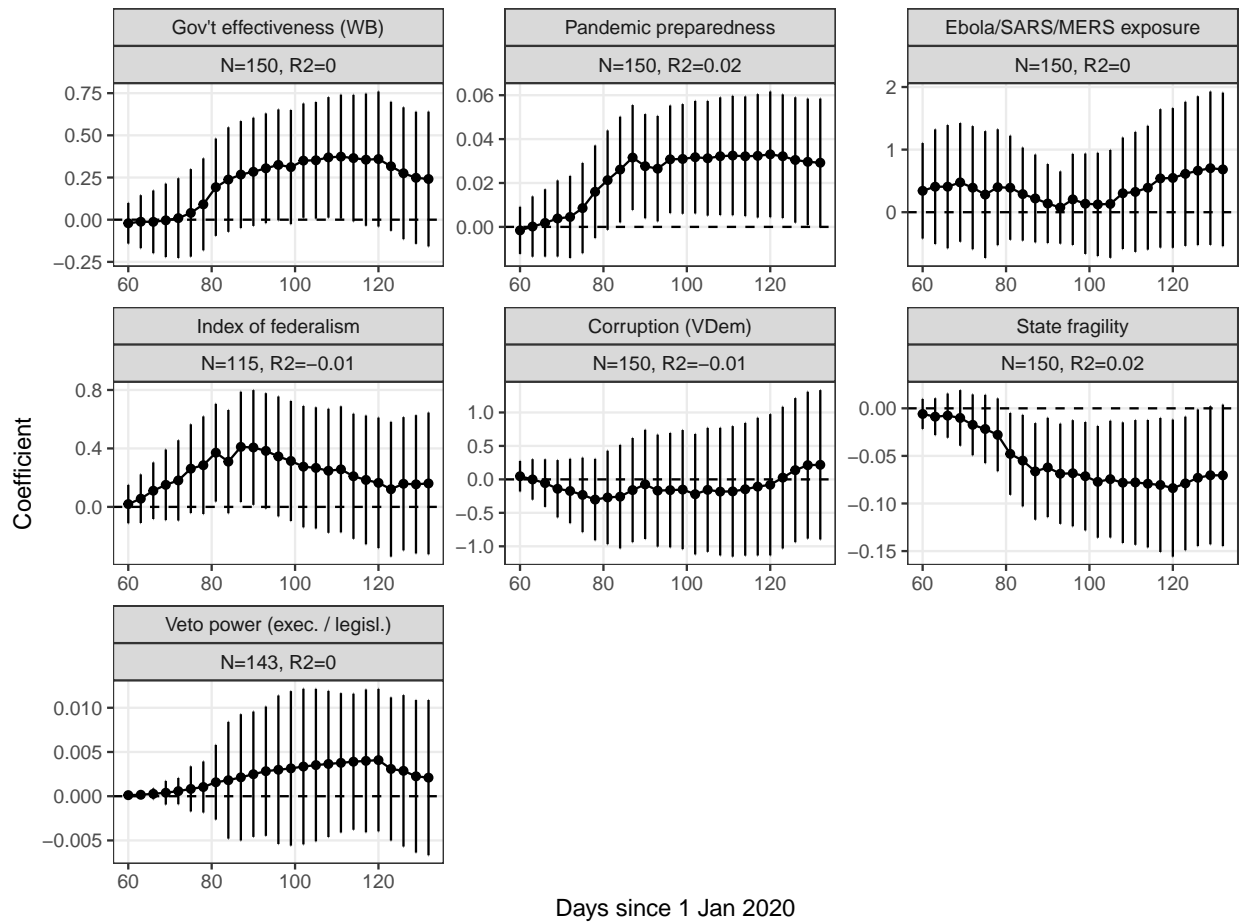 Gov't effectiveness (WB)
N=150, R2=0
0.75
0.50
0.25
0.00
−0.25
60 80 100 120
Pandemic preparedness
N=150, R2=0.02
0.06
0.04
0.02
0.00
60 80 100 120
Ebola/SARS/MERS exposure
N=150, R2=0
2
1
0
60 80 100 120
Index of federalism
N=115, R2=−0.01
0.8
0.4
0.0
60 80 100 120
Corruption (VDem)
N=150, R2=−0.01
1.0
0.5
0.0
−0.5
−1.0
60 80 100 120
State fragility
N=150, R2=0.02
0.00
−0.05
−0.10
−0.15
60 80 100 120
Veto power (exec. / legisl.)
N=143, R2=0
0.010
0.005
0.000
−0.005
60 80 100 120
Coefficient
Days since 1 Jan 2020